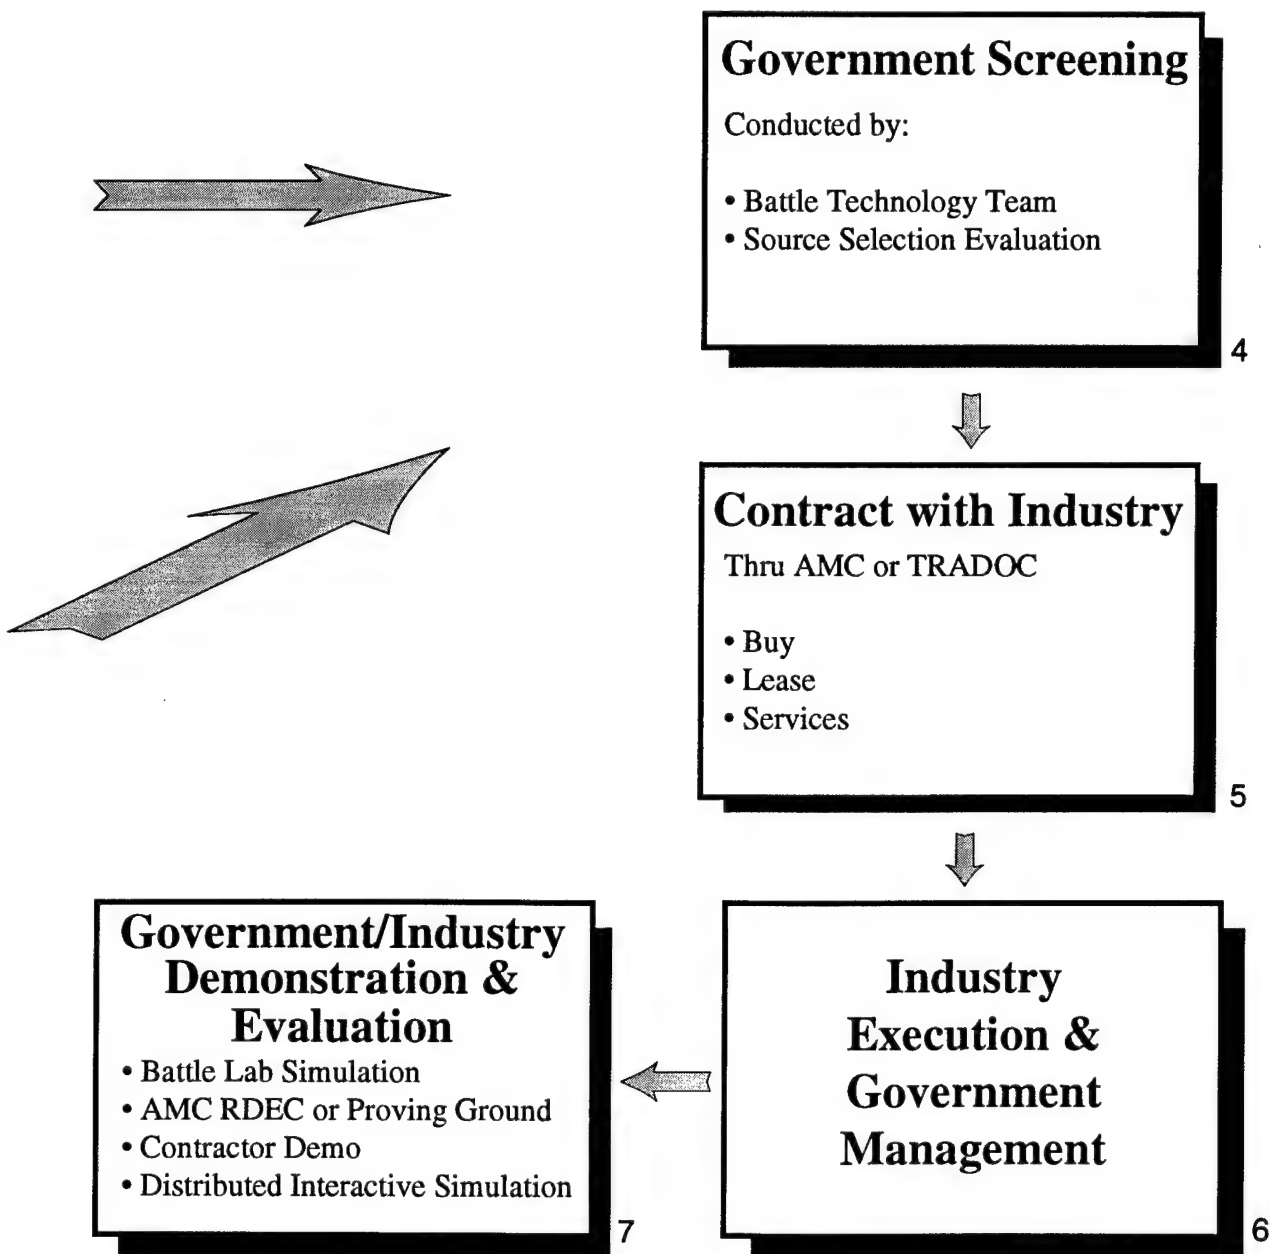 Government Screening
Conducted by:
• Battle Technology Team
• Source Selection Evaluation
4
Contract with Industry
Thru AMC or TRADOC
• Buy
• Lease
• Services
5
Industry
Execution &
Government
Management
6
Government/Industry
Demonstration &
Evaluation
• Battle Lab Simulation
• AMC RDEC or Proving Ground
• Contractor Demo
• Distributed Interactive Simulation
7